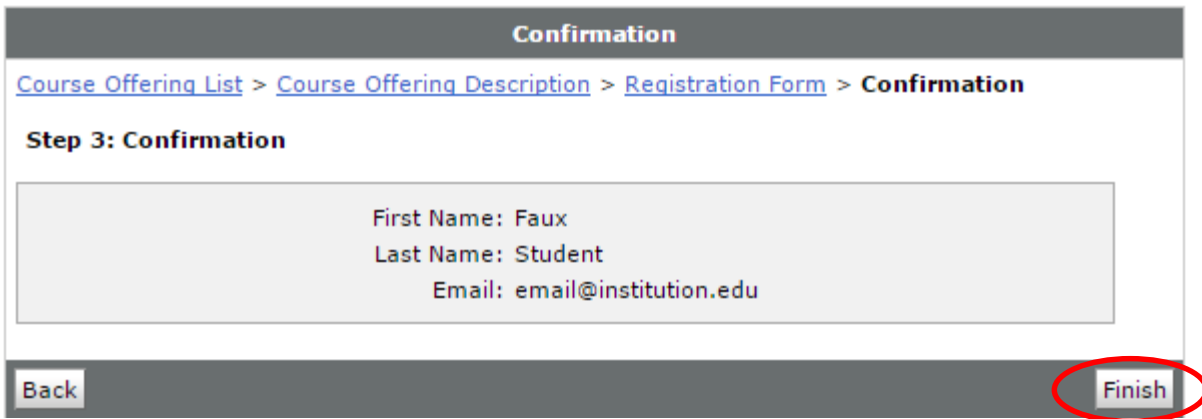 Confirmation
Course Offering List > Course Offering Description > Registration Form > Confirmation
Step 3: Confirmation
First Name: Faux
Last Name: Student
Email: email@institution.edu
Back Finish